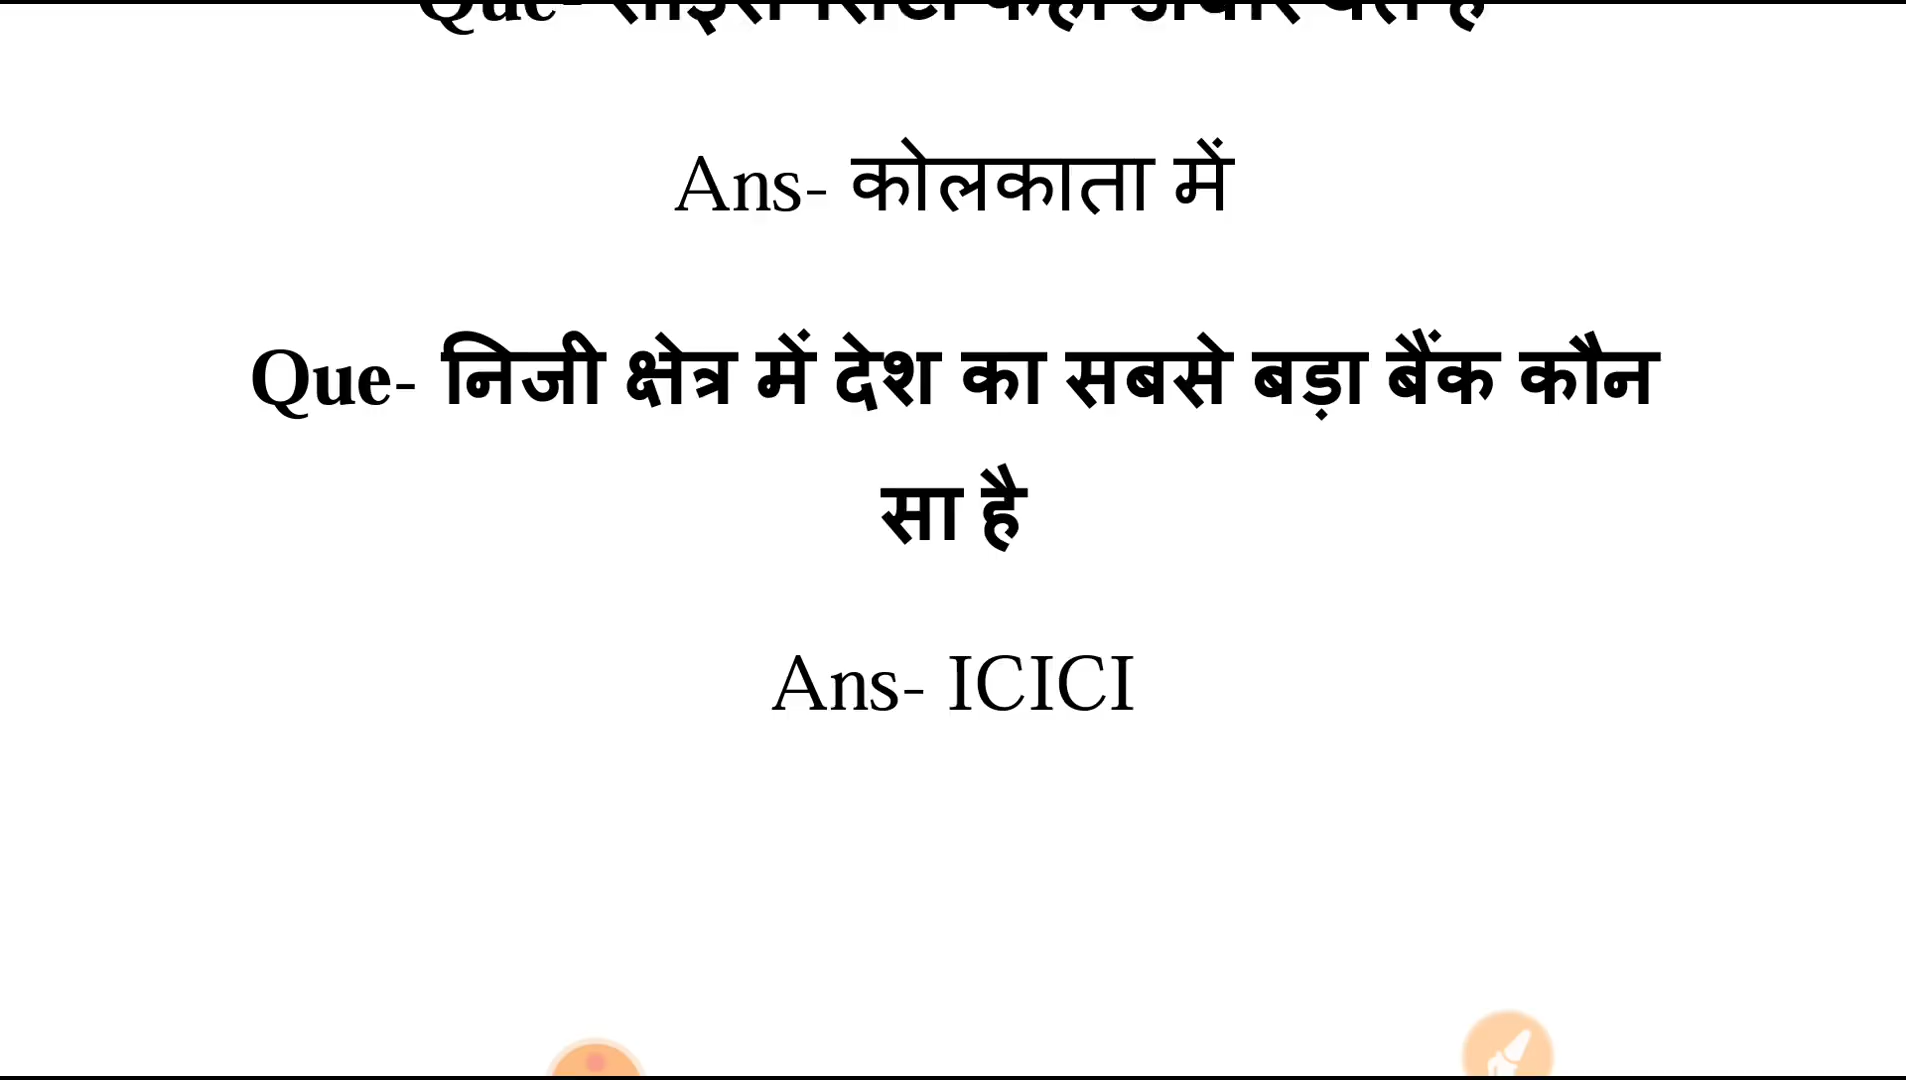 Ans- कोलकाता में
Que- निजी क्षेत्र में देश का सबसे बड़ा बैंक कौन
सा है
Ans- ICICI